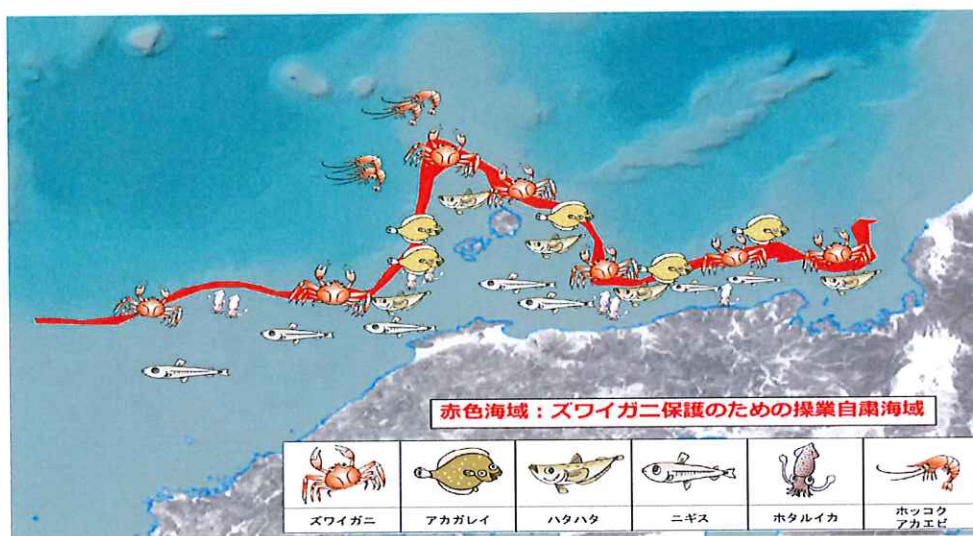 赤色海域：ズワイガニ保護のための操業自粛海域
ズワイガニ
アカガレイ
ハタハタ
ニギス
ホタルイカ
ホッコク
アカエビ